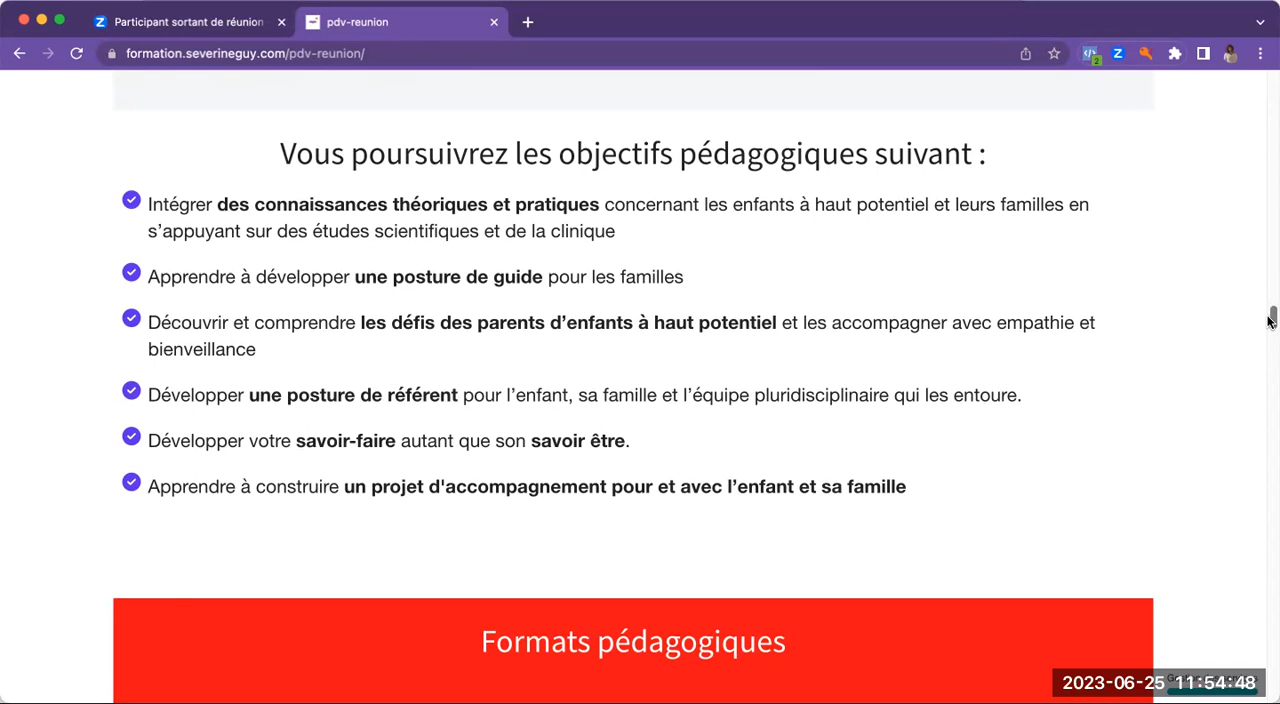 Participant sortant de réunion
pdv-reunion
formation.severineguy.com/pdv-reunion/
2
Vous poursuivrez les objectifs pédagogiques suivant :
Intégrer des connaissances théoriques et pratiques concernant les enfants à haut potentiel et leurs familles en
s’appuyant sur des études scientifiques et de la clinique
Apprendre à développer une posture de guide pour les familles
Découvrir et comprendre les défis des parents d’enfants à haut potentiel et les accompagner avec empathie et
bienveillance
Développer une posture de référent pour l’enfant, sa famille et l’équipe pluridisciplinaire qui les entoure.
Développer votre savoir-faire autant que son savoir être.
Apprendre à construire un projet d'accompagnement pour et avec l’enfant et sa famille
Formats pédagogiques
2023-06-25 11:54:48